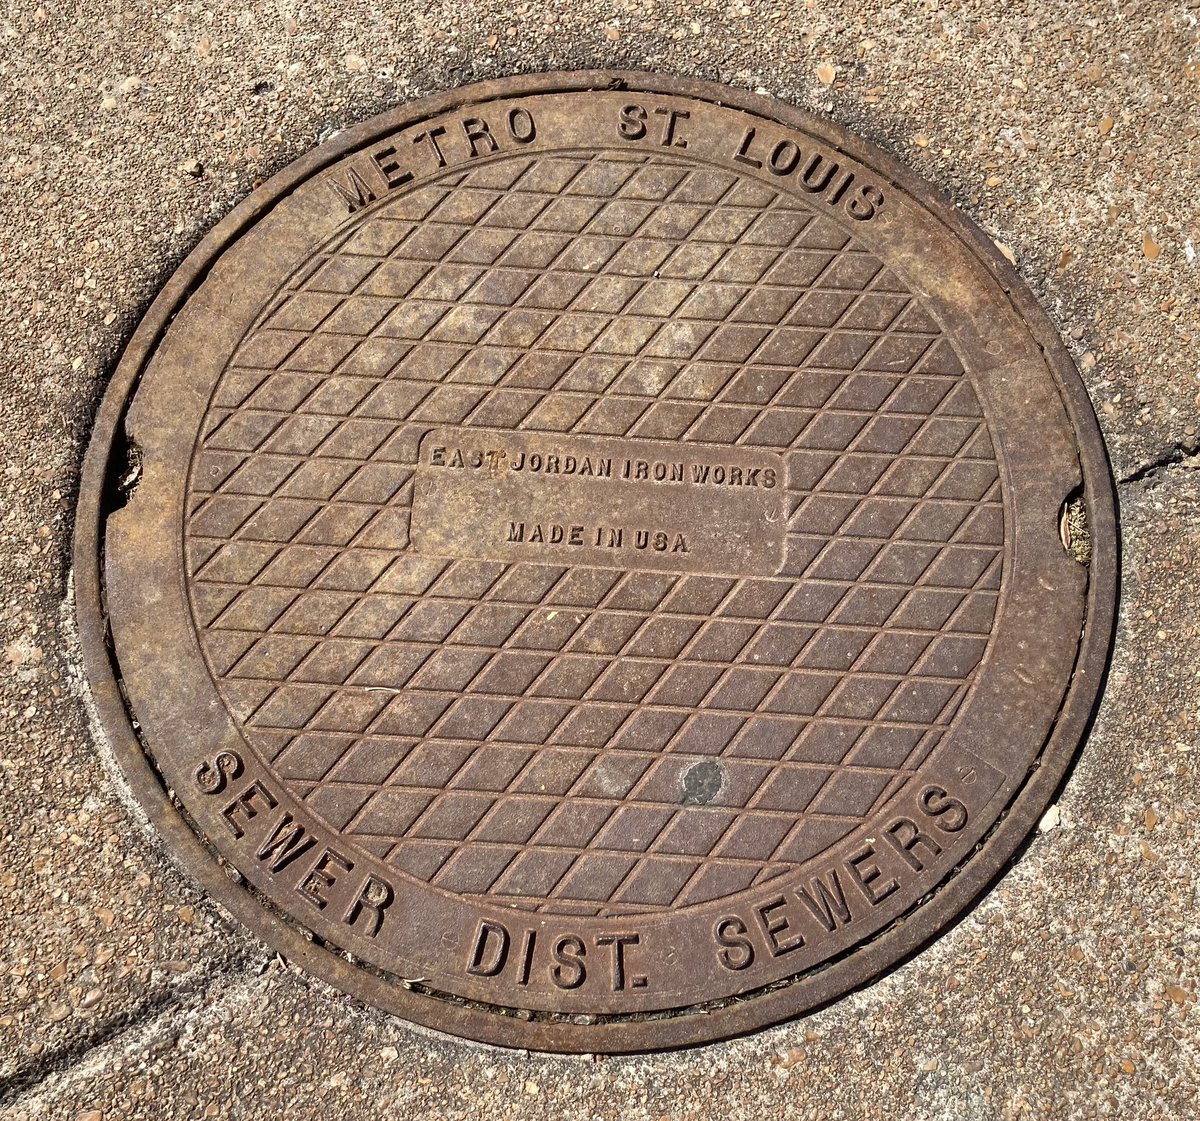 METRO ST. LOUIS
EAST JORDAN IRON WORKS
MADE IN USA
SEWER DIST. SEWERS